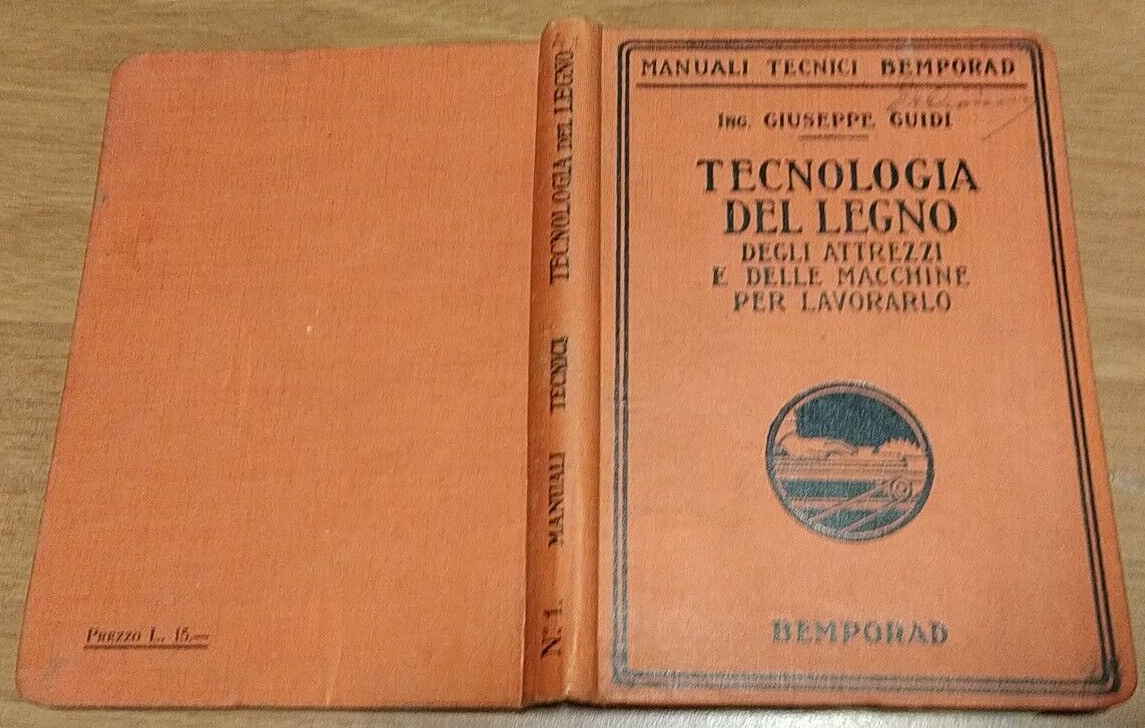 MANUALI TECNICI BEMPORAD
ING. GIUSEPPE GUIDI
TECNOLOGIA
DEL LEGNO
DEGLI ATTREZZI
E DELLE MACCHINE
PER LAVORARLO
BEMPORAD
N. 1. MANUALI TECNICI TECNOLOGIA DEL LEGNO
PREZZO L. 15,—